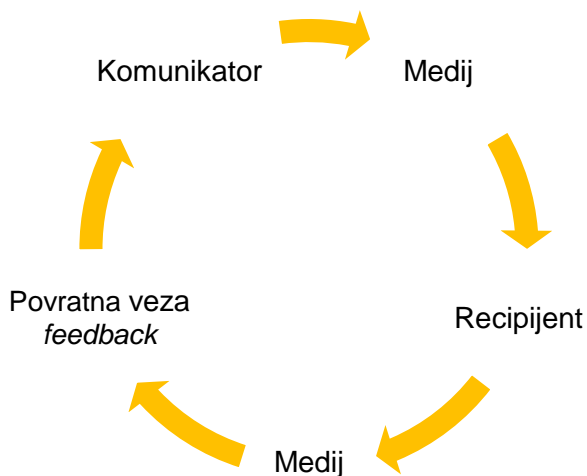 Komunikator
Medij
Recipijent
Medij
Povratna veza
feedback